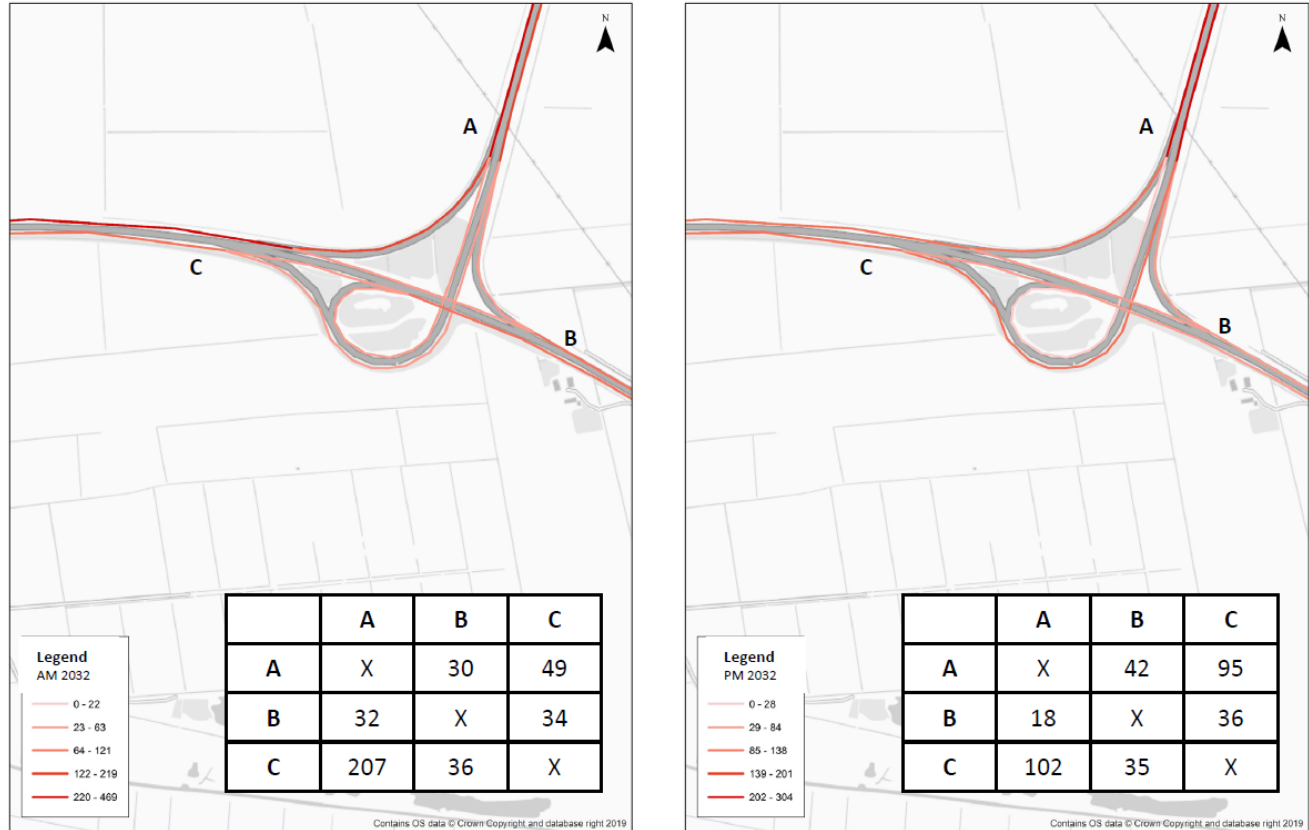 N
A
C
B
A B C
A X 30 49
B 32 X 34
C 207 36 X
Legend
AM 2032
0 - 22
23 - 63
64 - 121
122 - 219
220 - 469
Contains OS data © Crown Copyright and database right 2019
N
A
C
B
A B C
A X 42 95
B 18 X 36
C 102 35 X
Legend
PM 2032
0 - 28
29 - 84
85 - 138
139 - 201
202 - 304
Contains OS data © Crown Copyright and database right 2019